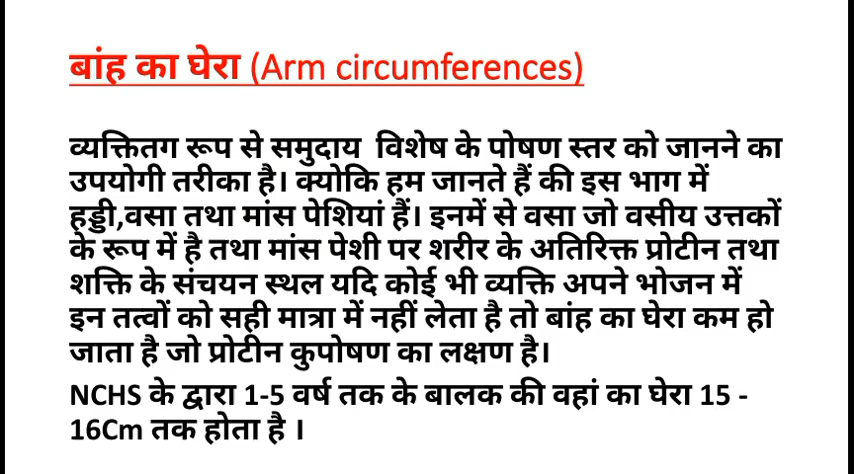 बांह का घेरा (Arm circumferences)
व्यक्तितग रूप से समुदाय विशेष के पोषण स्तर को जानने का
उपयोगी तरीका है। क्योकि हम जानते हैं की इस भाग में
हड्डी,वसा तथा मांस पेशियां हैं। इनमें से वसा जो वसीय उत्तकों
के रूप में है तथा मांस पेशी पर शरीर के अतिरिक्त प्रोटीन तथा
शक्ति के संचयन स्थल यदि कोई भी व्यक्ति अपने भोजन में
इन तत्वों को सही मात्रा में नहीं लेता है तो बांह का घेरा कम हो
जाता है जो प्रोटीन कुपोषण का लक्षण है।
NCHS के द्वारा 1-5 वर्ष तक के बालक की वहां का घेरा 15 -
16Cm तक होता है ।